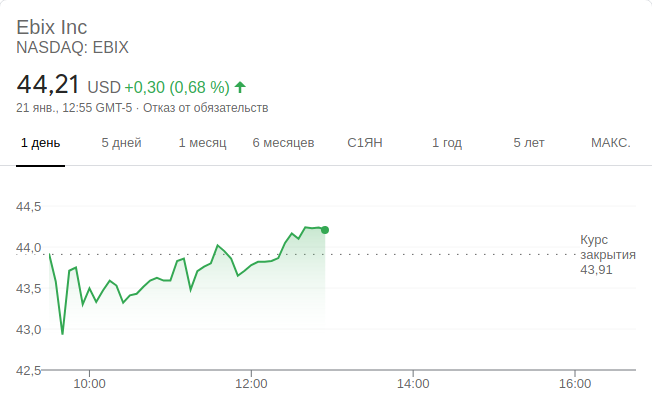 Ebix Inc
NASDAQ: EBIX
44,21 USD +0,30 (0,68 %)
21 янв., 12:55 GMT-5 · Отказ от обязательств
1 день 5 дней 1 месяц 6 месяцев С1ЯН 1 год 5 лет МАКС.
44,5
44,0
43,5
43,0
42,5
Курс
закрытия
43,91
10:00 12:00 14:00 16:00